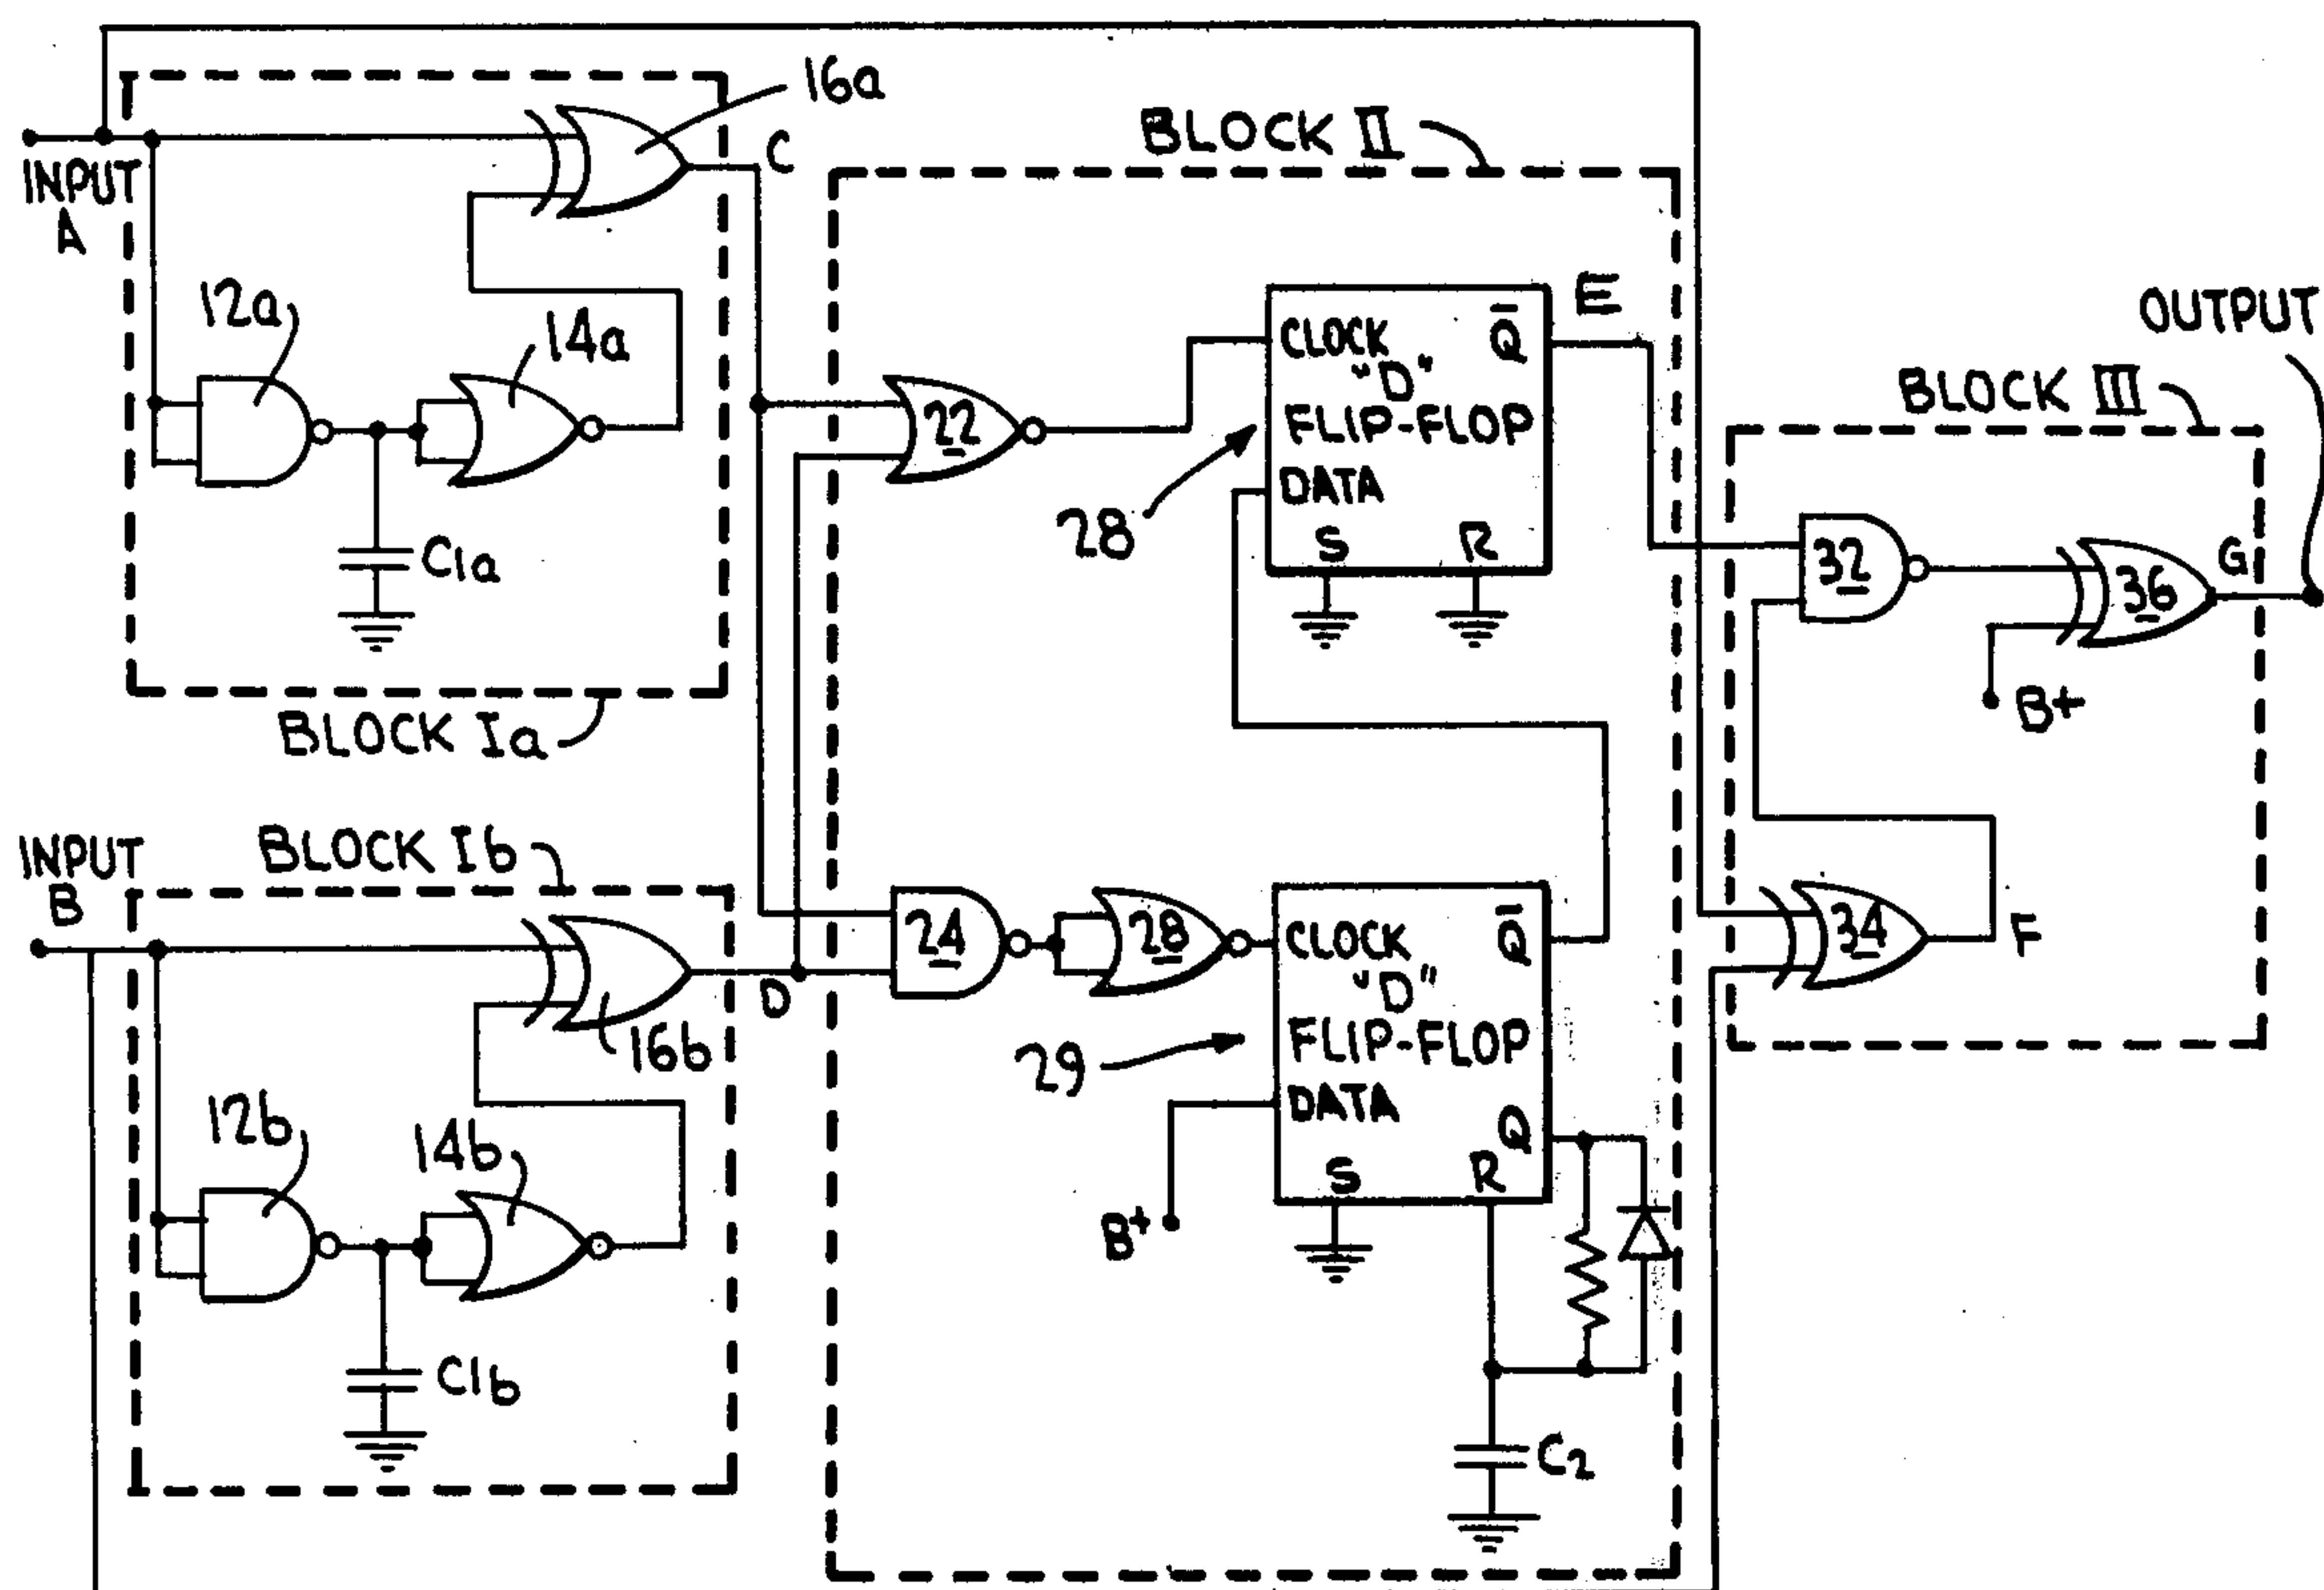 16a
C
BLOCK II
INPUT
A
12a
14a
C1a
BLOCK Ia
22
CLOCK
Q̅
"D"
FLIP-FLOP
DATA
S
R
28
E
OUTPUT
BLOCK III
32
36
G
B+
INPUT
B
BLOCK Ib
16b
D
12b
14b
C1b
24
28
CLOCK
Q̅
"D"
FLIP-FLOP
DATA
Q
S
R
29
B+
C2
34
F